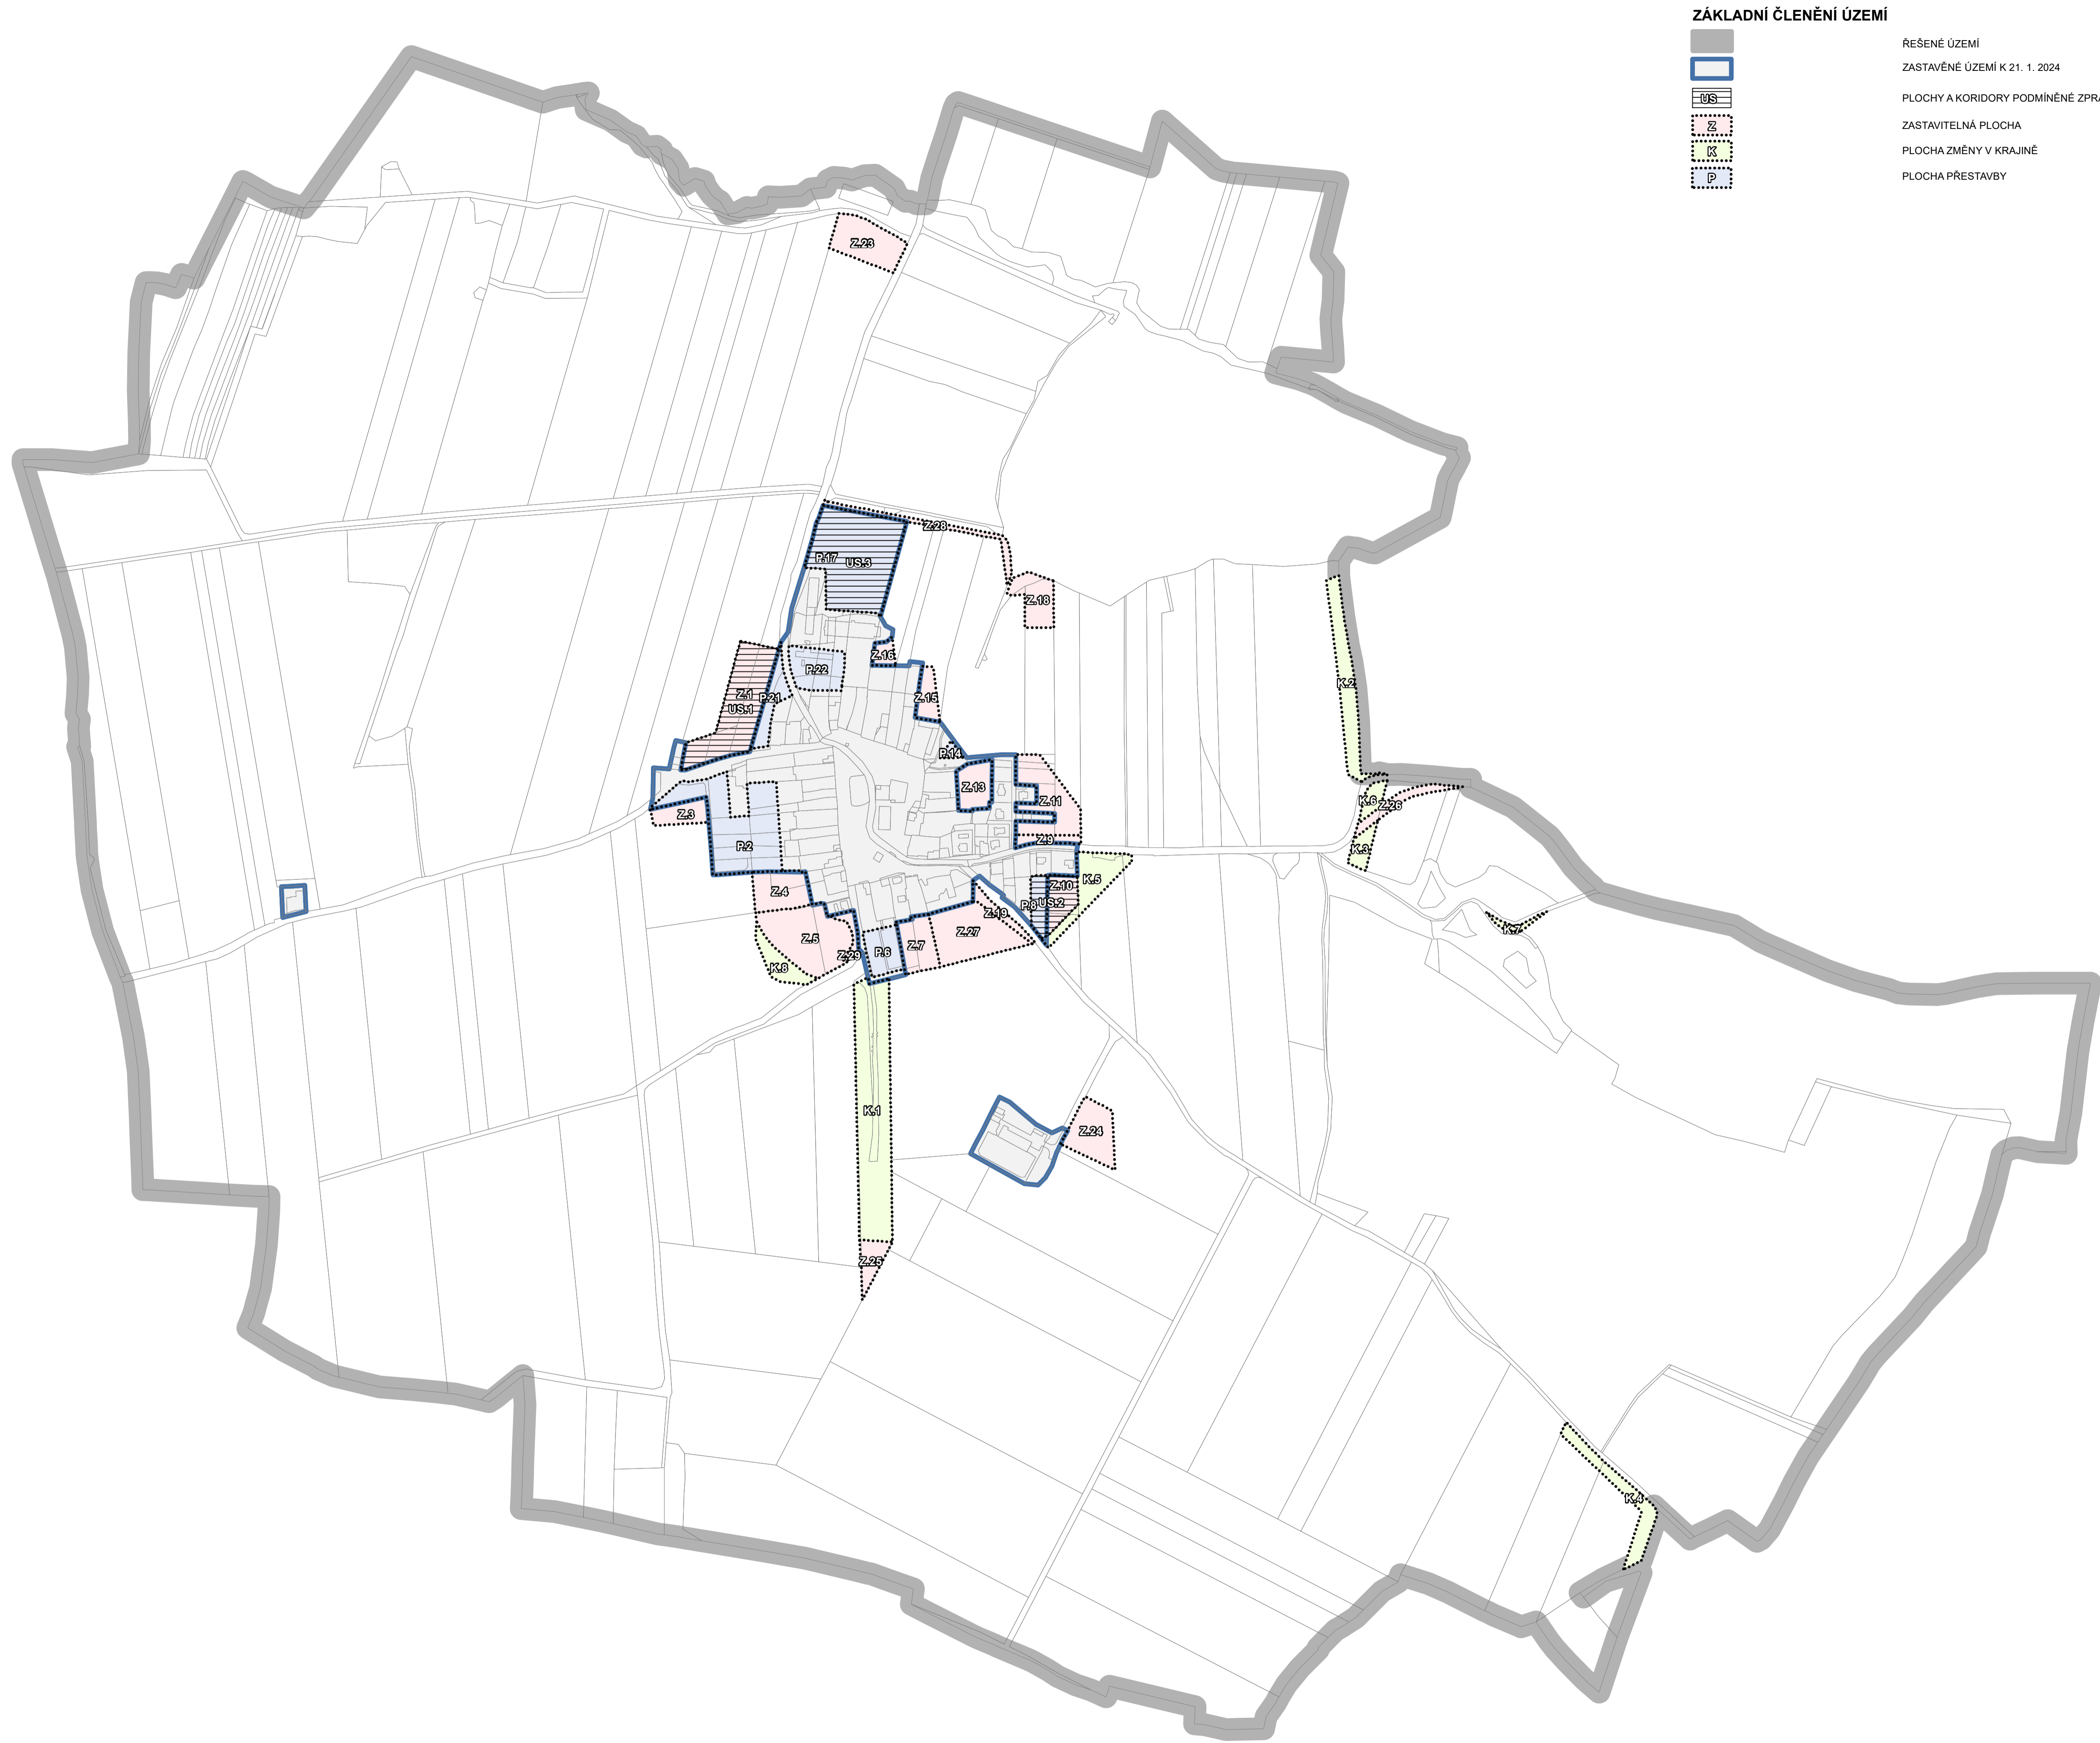 ZÁKLADNÍ ČLENĚNÍ ÚZEMÍ
ŘEŠENÉ ÚZEMÍ
ZASTAVĚNÉ ÚZEMÍ K 21. 1. 2024
US PLOCHY A KORIDORY PODMÍNĚNÉ
Z ZASTAVITELNÁ PLOCHA
K PLOCHA ZMĚNY V KRAJINĚ
P PLOCHA PŘESTAVBY
Z.23
Z.28
P.17
US.3
Z.18
Z.16
P.22
K.2
Z.1
P.21
Z.15
US.1
P.14
Z.13
Z.11
K.6
Z.26
Z.3
Z.9
P.2
K.3
K.5
Z.10
Z.4
P.8
US.2
Z.19
K.7
Z.27
Z.5
Z.7
P.6
Z.29
K.8
K.1
Z.24
Z.25
K.4